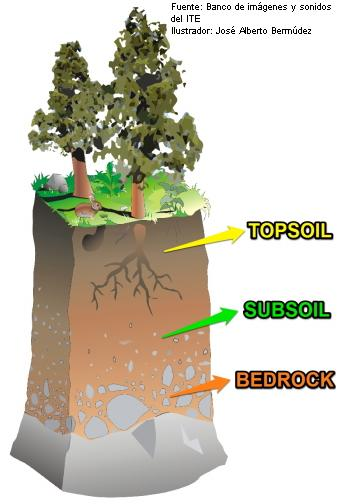 Fuente: Banco de imágenes y sonidos
del ITE
Ilustrador: José Alberto Bermúdez
TOPSOIL
SUBSOIL
BEDROCK